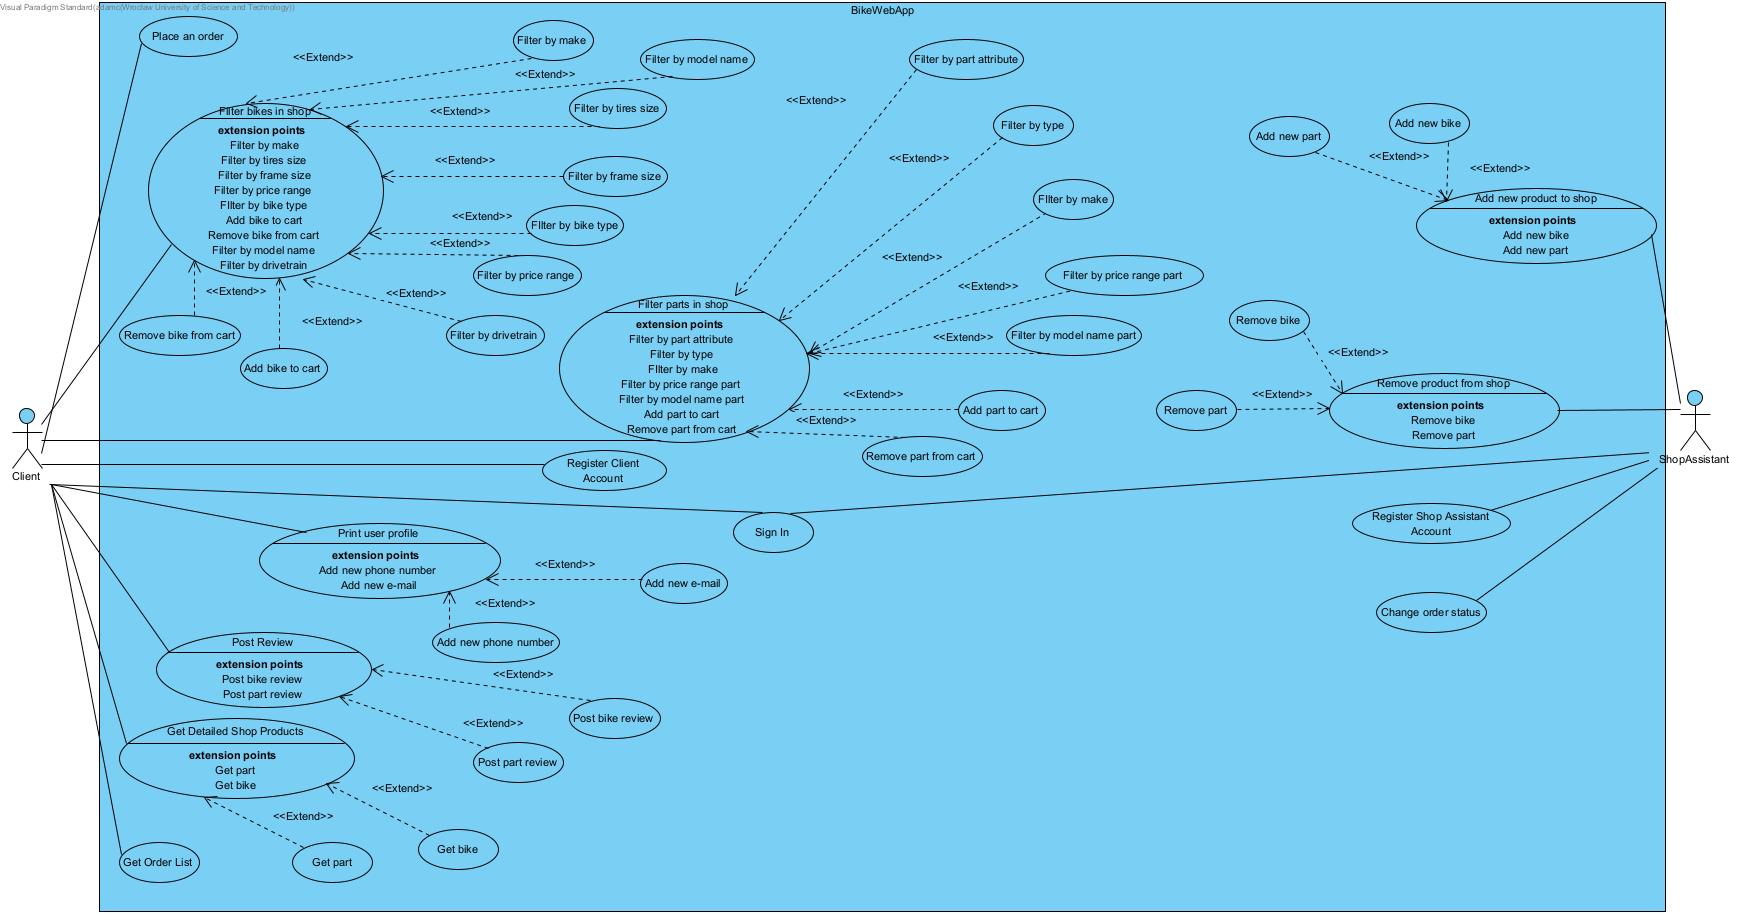 Visual Paradigm Standard(adamc(Wroclaw University of Science and Technology))
BikeWebApp
Place an order
Filter by make
<<Extend>>
Filter by model name
<<Extend>>
Filter by part attribute
<<Extend>>
Filter by tires size
<<Extend>>
Filter bikes in shop
extension points
Filter by make
Filter by tires size
Filter by frame size
Filter by price range
FIlter by bike type
Add bike to cart
Remove bike from cart
Filter by model name
Filter by drivetrain
Filter by type
<<Extend>>
Add new part
Add new bike
<<Extend>>
<<Extend>>
<<Extend>>
Filter by frame size
Add new product to shop
extension points
Add new bike
Add new part
<<Extend>>
FIlter by bike type
FIlter by make
<<Extend>>
<<Extend>>
Filter by price range
Filter by price range part
<<Extend>>
<<Extend>>
<<Extend>>
<<Extend>>
Remove bike from cart
Add bike to cart
Filter by drivetrain
Filter parts in shop
extension points
Filter by part attribute
Filter by type
FIlter by make
Filter by price range part
Filter by model name part
Add part to cart
Remove part from cart
<<Extend>>
Filter by model name part
Remove bike
<<Extend>>
Remove product from shop
extension points
Remove bike
Remove part
<<Extend>>
Remove part
<<Extend>>
Add part to cart
<<Extend>>
Remove part from cart
Client
ShopAssistant
Register Client
Account
Sign In
Register Shop Assistant
Account
Print user profile
extension points
Add new phone number
Add new e-mail
<<Extend>>
Add new e-mail
<<Extend>>
Add new phone number
Change order status
Post Review
extension points
Post bike review
Post part review
<<Extend>>
Post bike review
<<Extend>>
Post part review
Get Detailed Shop Products
extension points
Get part
Get bike
<<Extend>>
<<Extend>>
Get bike
Get part
Get Order List